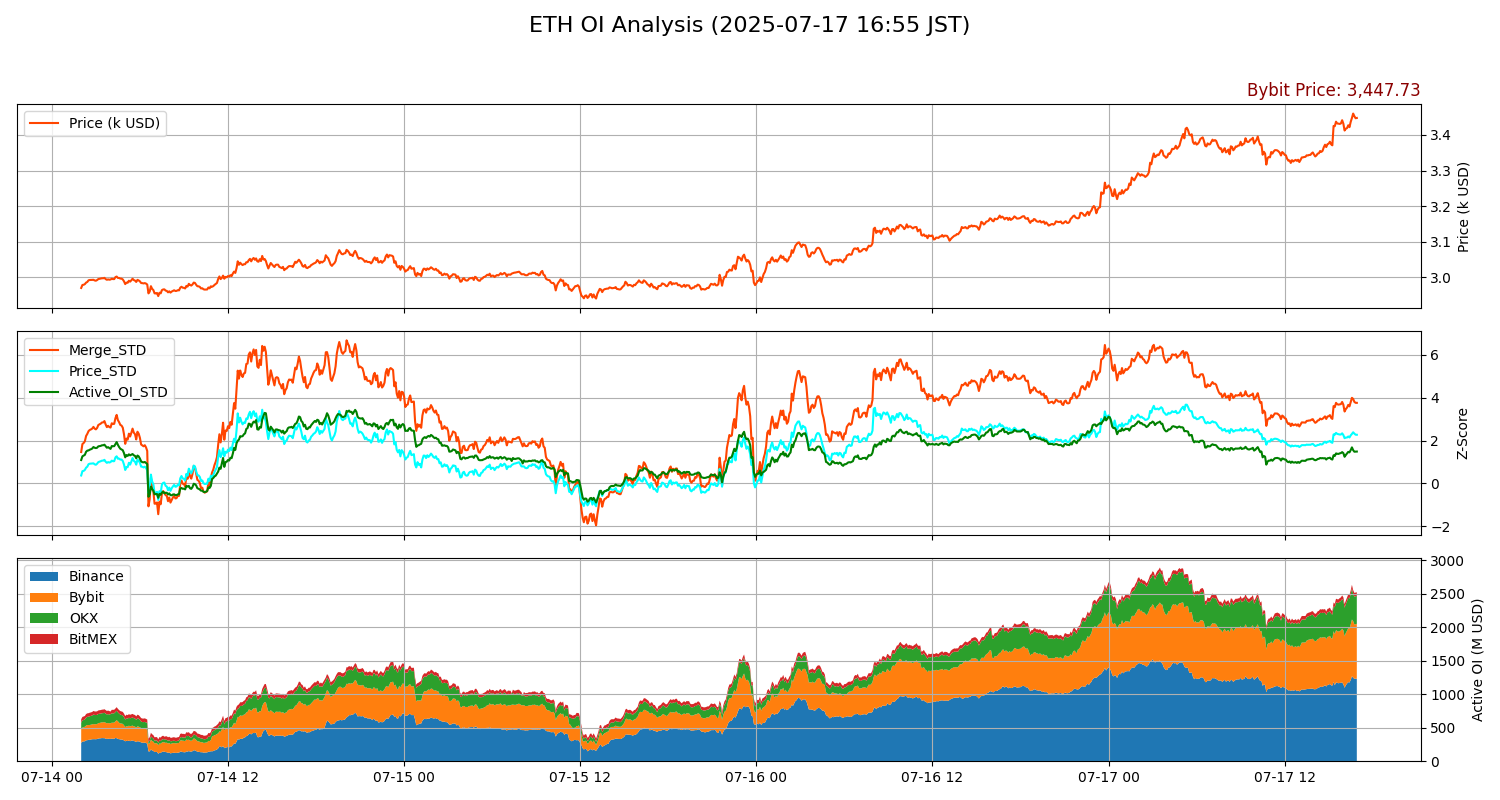 ETH OI Analysis (2025-07-17 16:55 JST)
Bybit Price: 3,447.73
Price (k USD)
3.4
3.3
3.2
3.1
3.0
Price (k USD)
Merge_STD
Price_STD
Active_OI_STD
6
4
2
0
−2
Z-Score
Binance
Bybit
OKX
BitMEX
3000
2500
2000
1500
1000
500
0
Active OI (M USD)
07-14 00
07-14 12
07-15 00
07-15 12
07-16 00
07-16 12
07-17 00
07-17 12